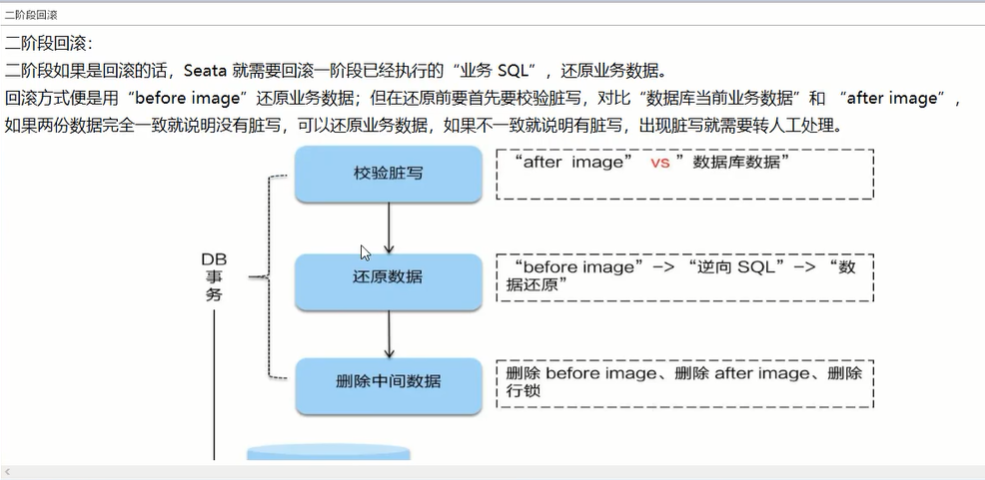 二阶段回滚
二阶段回滚：
二阶段如果是回滚的话，Seata 就需要回滚一阶段已经执行的“业务 SQL”，还原业务数据。
回滚方式便是用“before image”还原业务数据；但在还原前要首先要校验脏写，对比“数据库当前业务数据”和 “after image”，
如果两份数据完全一致就说明没有脏写，可以还原业务数据，如果不一致就说明有脏写，出现脏写就需要转人工处理。
校验脏写
“after image” vs ”数据库数据”
DB
事
务
还原数据
“before image”–> “逆向 SQL”–> “数
据还原”
删除中间数据
删除 before image、删除 after image、删除
行锁